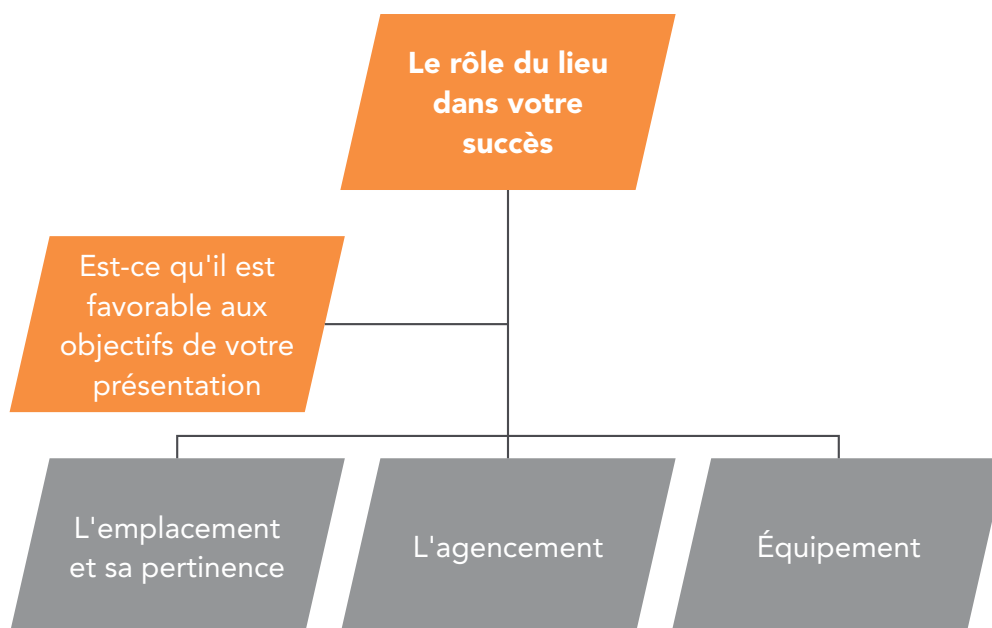 Le rôle du lieu
dans votre
succès
Est-ce qu'il est
favorable aux
objectifs de votre
présentation
L'emplacement
et sa pertinence
L'agencement
Équipement